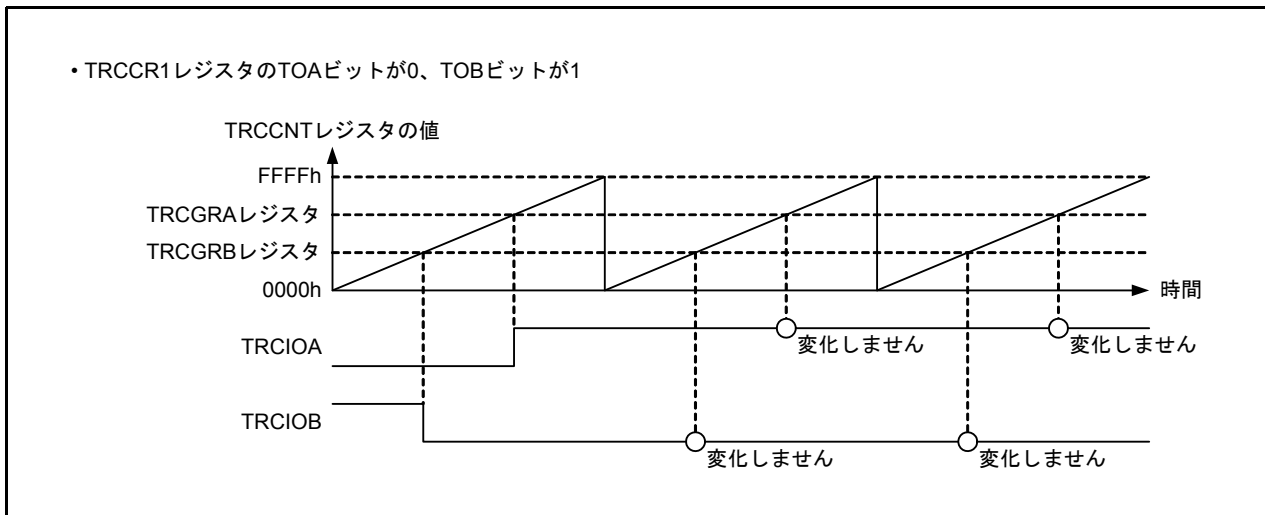 • TRCCR1レジスタのTOAビットが0、TOBビットが1
TRCCNTレジスタの値
FFFFh
TRCGRAレジスタ
TRCGRBレジスタ
0000h
時間
TRCIOA
変化しません
変化しません
TRCIOB
変化しません
変化しません